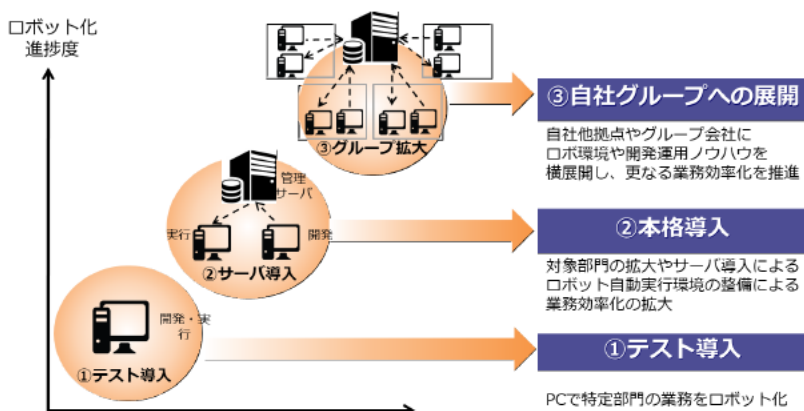 ロボット化
進捗度
③グループ拡大
管理
サーバ
実行
開発
②サーバ導入
開発・実
行
①テスト導入
③自社グループへの展開
自社他拠点やグループ会社に
ロボ環境や開発運用ノウハウを
横展開し、更なる業務効率化を推進
②本格導入
対象部門の拡大やサーバ導入による
ロボット自動実行環境の整備による
業務効率化の拡大
①テスト導入
PCで特定部門の業務をロボット化